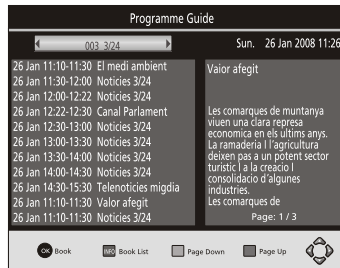 Programme Guide
003 3/24
Sun. 26 Jan 2008 11:26
26 Jan 11:10-11:30 El medi ambient
26 Jan 11:30-12:00 Noticies 3/24
26 Jan 12:00-12:22 Noticies 3/24
26 Jan 12:22-12:30 Canal Parlament
26 Jan 12:30-13:00 Noticies 3/24
26 Jan 13:00-13:30 Noticies 3/24
26 Jan 13:30-14:00 Noticies 3/24
26 Jan 14:00-14:30 Noticies 3/24
26 Jan 14:30-15:30 Telenoticies migdia
26 Jan 11:10-11:30 Valor afegit
26 Jan 11:10-11:30 Noticies 3/24
Vaior afegit
Les comarques de muntanya
viuen una clara represa
economica en els ultims anys.
La ramaderia l l'agricultura
deixen pas a un potent sector
turistic l a la creacio l
consolidacio d'algunes
industries.
Les comarques de
Page: 1 / 3
OK Book
INFO Book List
Page Down
Page Up